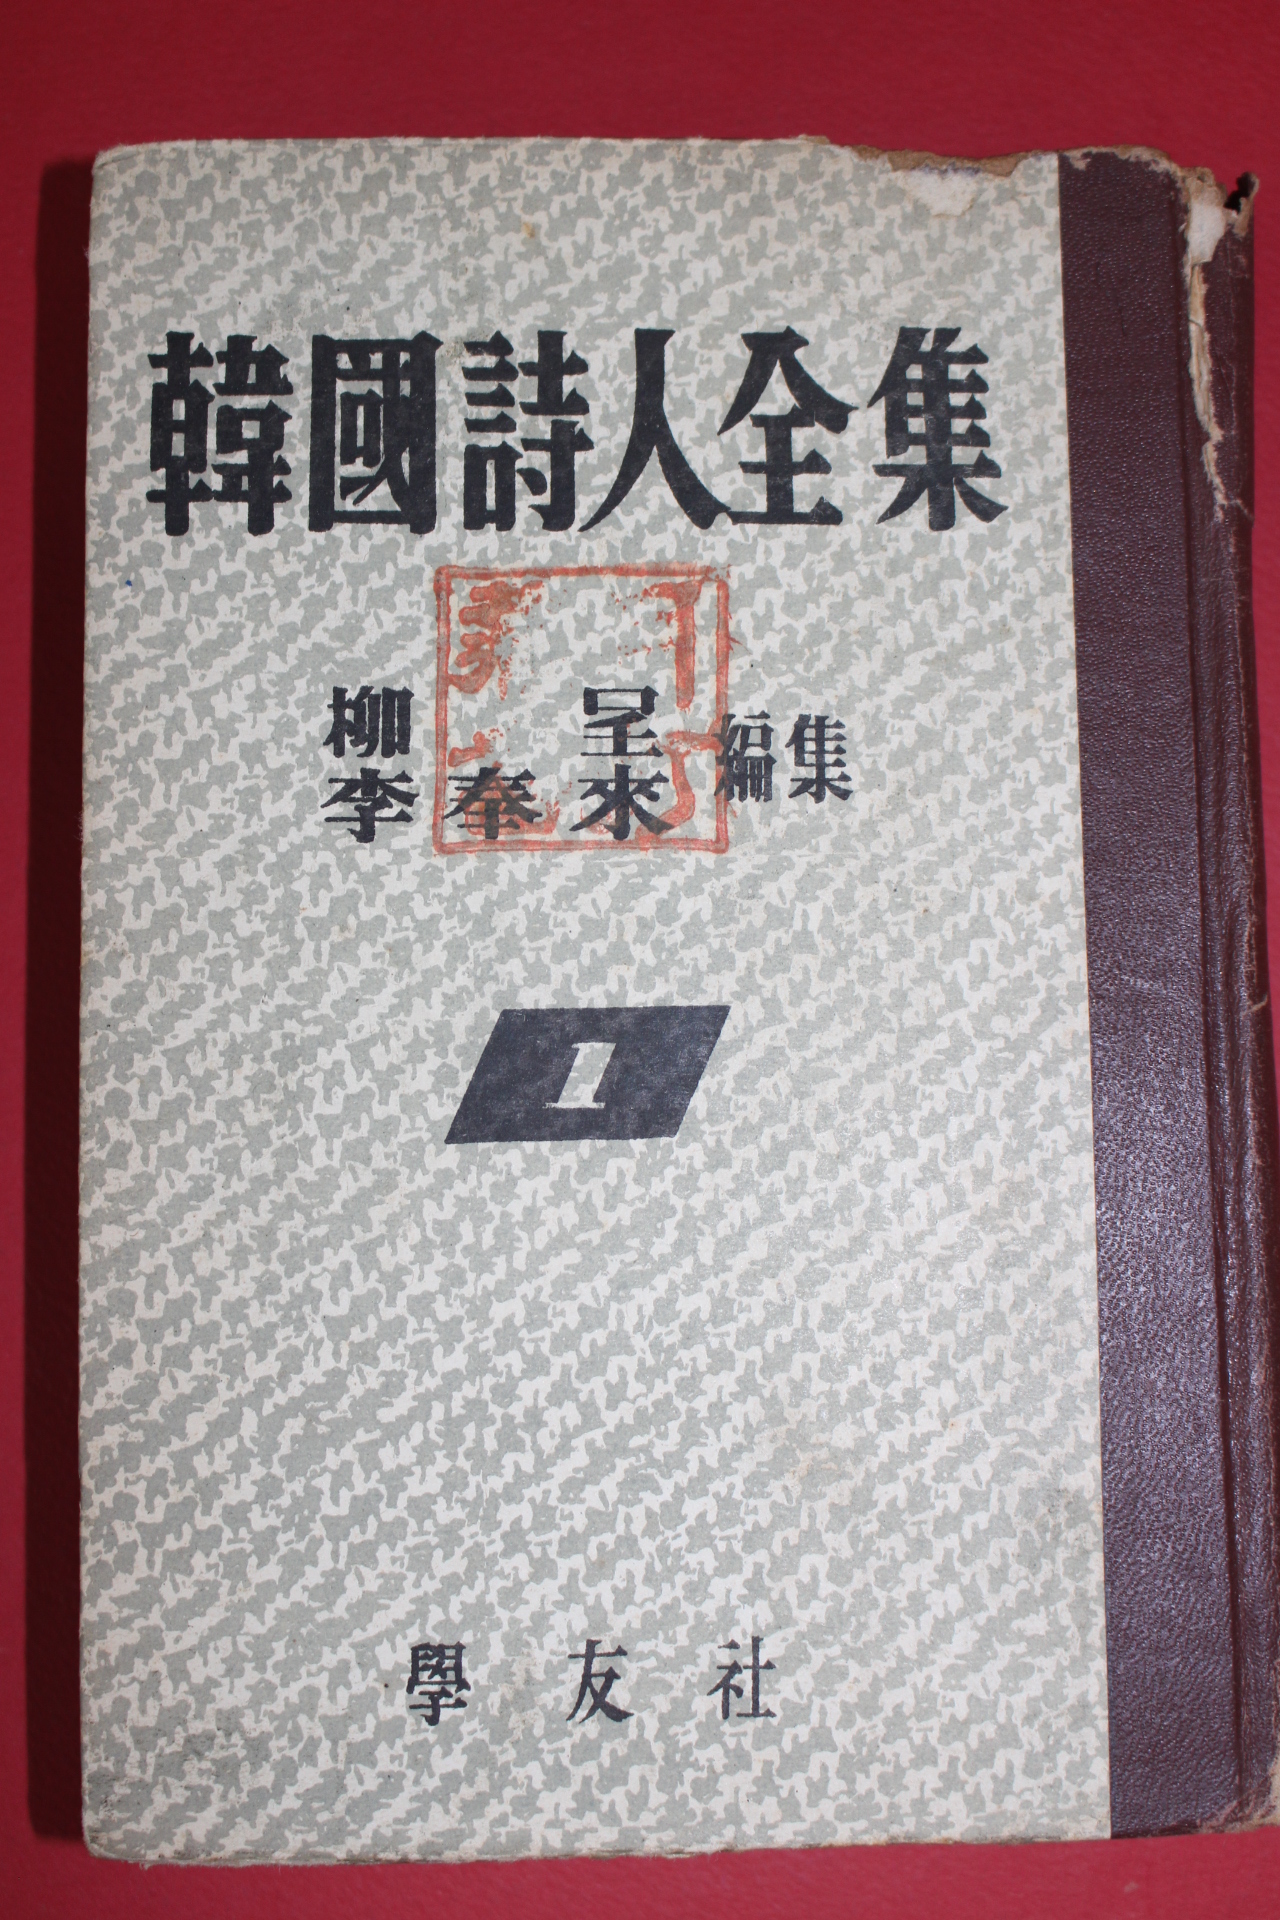 韓國詩人全集
柳呈
李奉來
編集
1
學友社